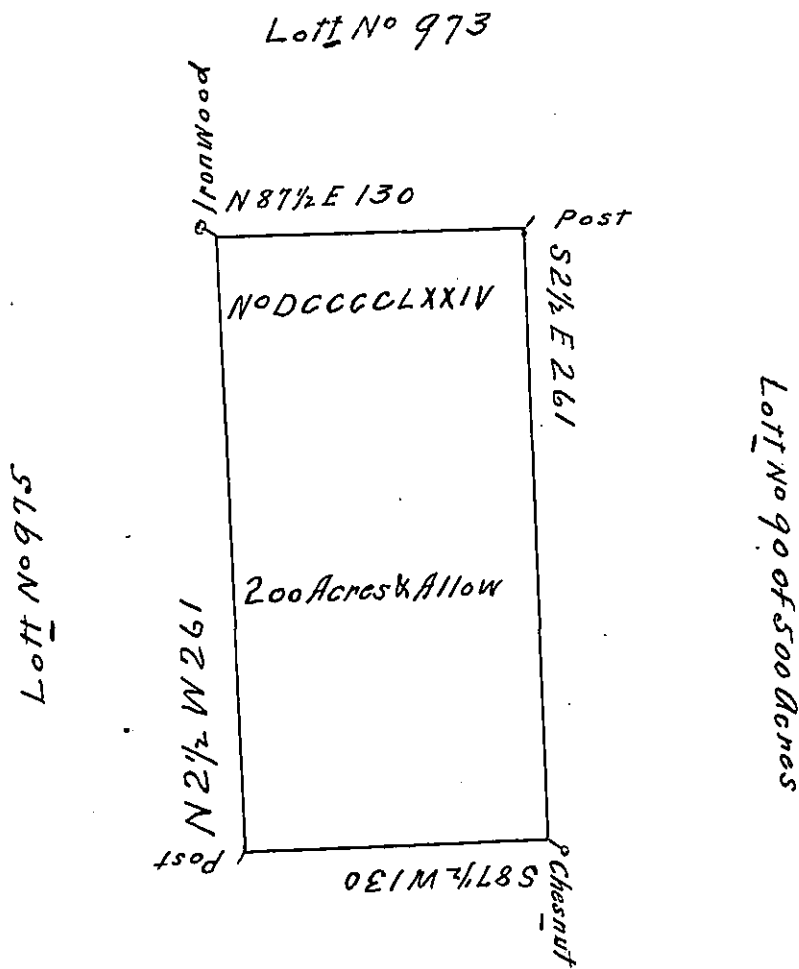 Lott No 973
IronWood
N 87½ E 130
Post
S 2½ E 261
No DCCCCLXXIV
Lott No 90 of 500 Acres
Lott No 975
200 Acres & Allow
N 2½ W 261
Post
S 87½ W 130
Chesnut